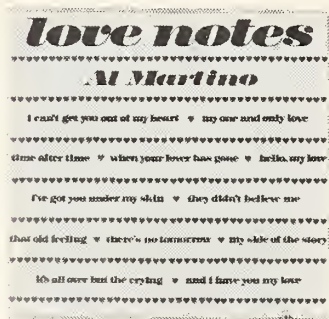 love notes
Al Martino
I can't get you out of my heart ♥ my one and only love
time after time ♥ when your lover has gone ♥ hello, my love
I've got you under my skin ♥ they didn't believe me
that old feeling ♥ there's no tomorrow ♥ my side of the story
it's all over but the crying ♥ and I have you my love